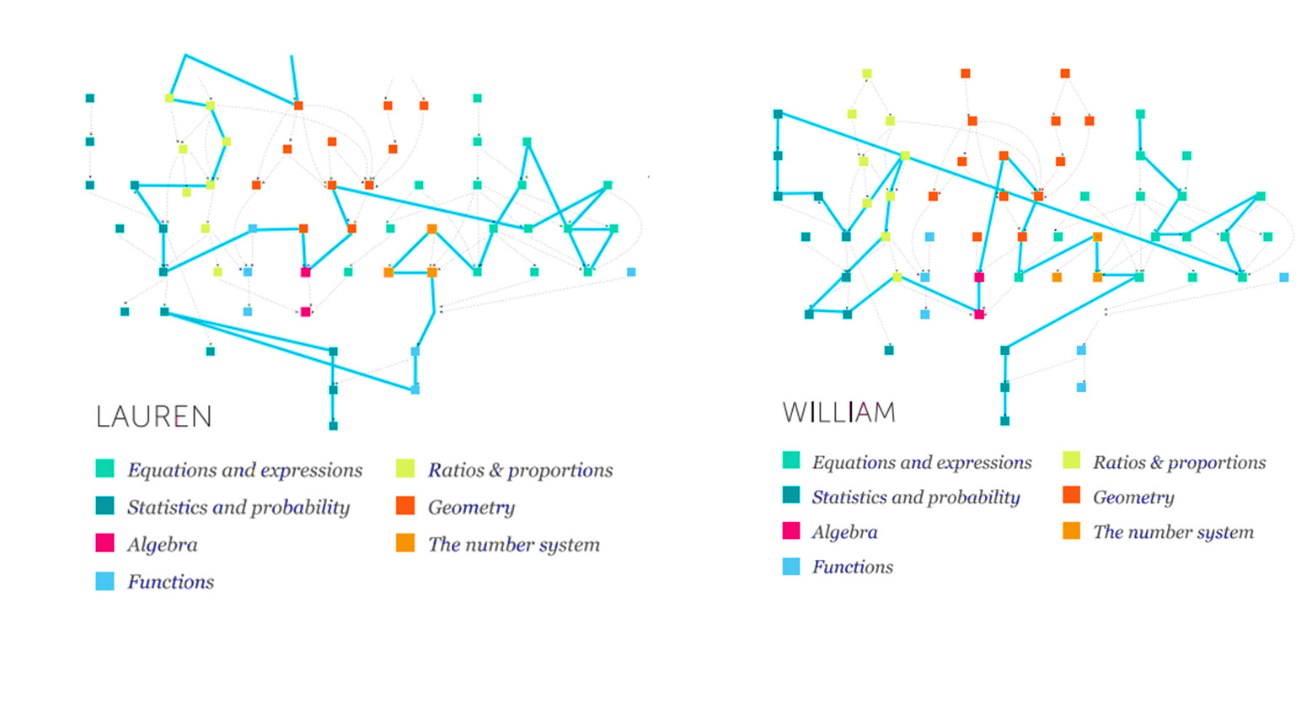 LAUREN
Equations and expressions
Ratios & proportions
Statistics and probability
Geometry
Algebra
The number system
Functions
WILLIAM
Equations and expressions
Ratios & proportions
Statistics and probability
Geometry
Algebra
The number system
Functions